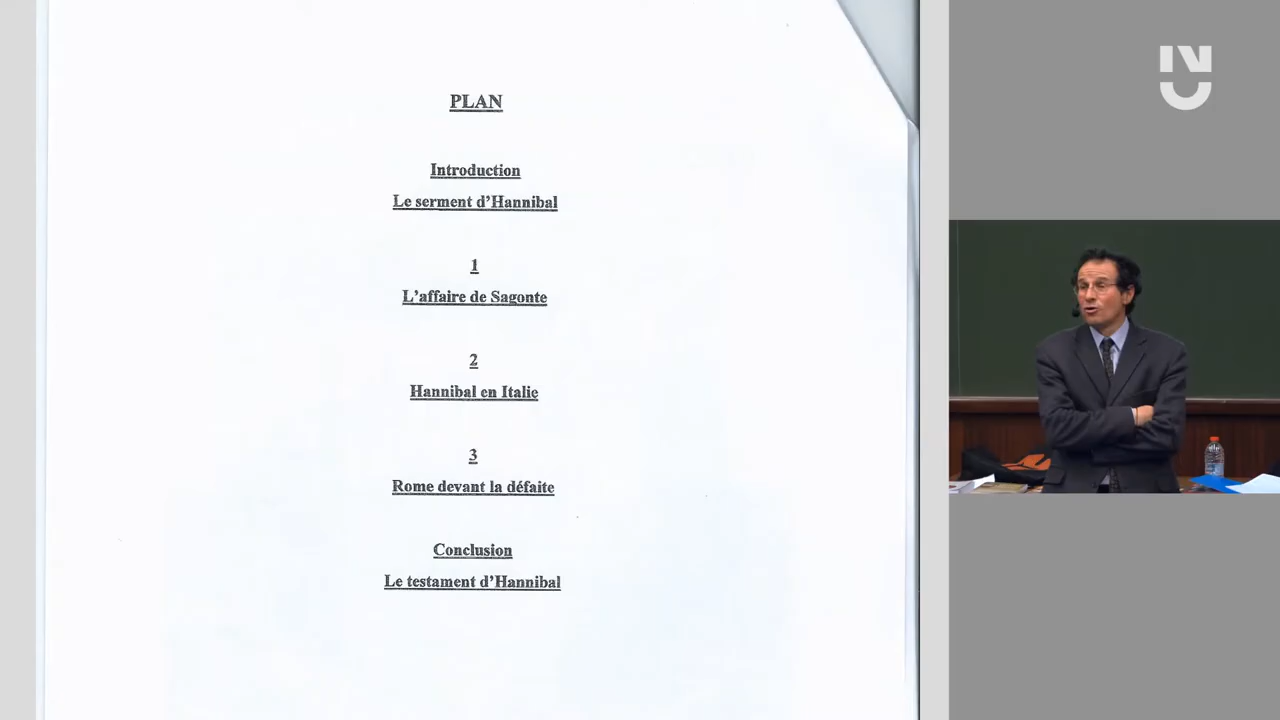 PLAN
Introduction
Le serment d'Hannibal
1
L'affaire de Sagonte
2
Hannibal en Italie
3
Rome devant la défaite
Conclusion
Le testament d'Hannibal